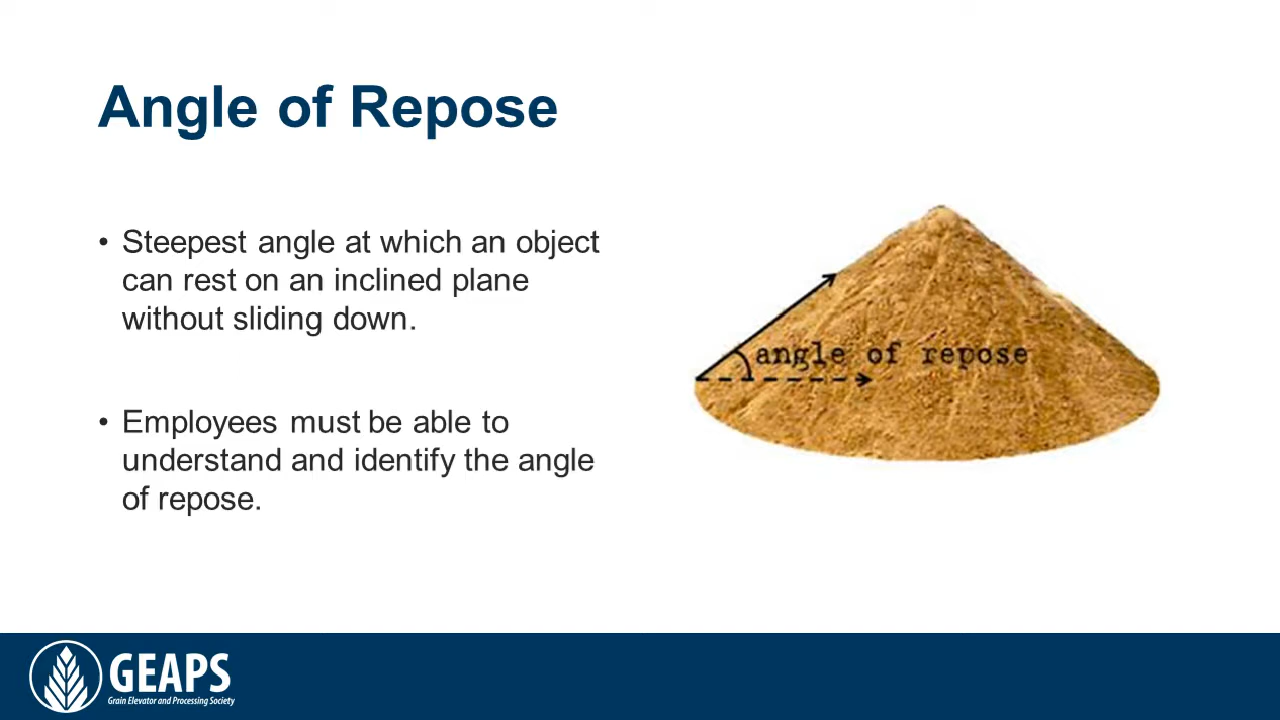 Angle of Repose
• Steepest angle at which an object
can rest on an inclined plane
without sliding down.
• Employees must be able to
understand and identify the angle
of repose.
angle of repose
GEAPS
Grain Elevator and Processing Society